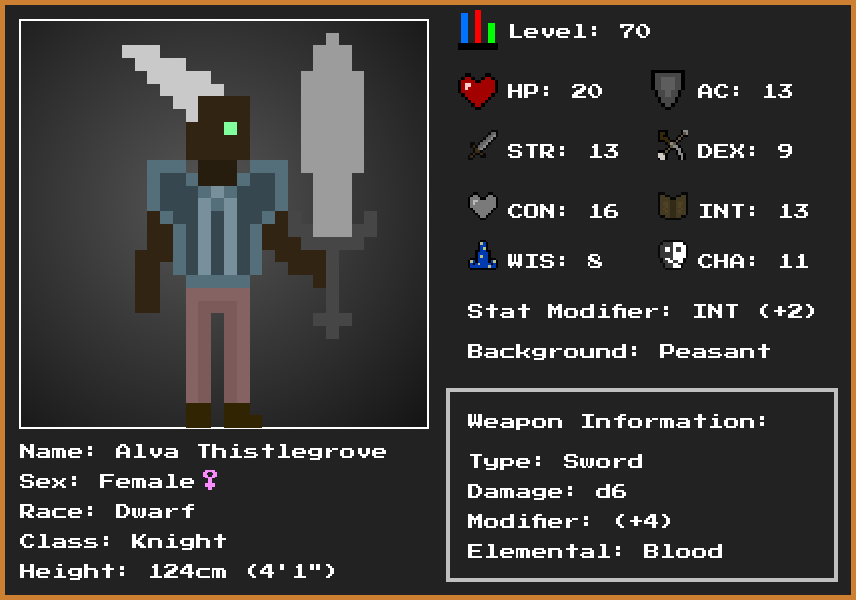 Level: 70
HP: 20 AC: 13
STR: 13 DEX: 9
CON: 16 INT: 13
WIS: 8 CHA: 11
Stat Modifier: INT (+2)
Background: Peasant
Weapon Information:
Type: Sword
Damage: d6
Modifier: (+4)
Elemental: Blood
Name: Alva Thistlegrove
Sex: Female♀
Race: Dwarf
Class: Knight
Height: 124cm (4'1")